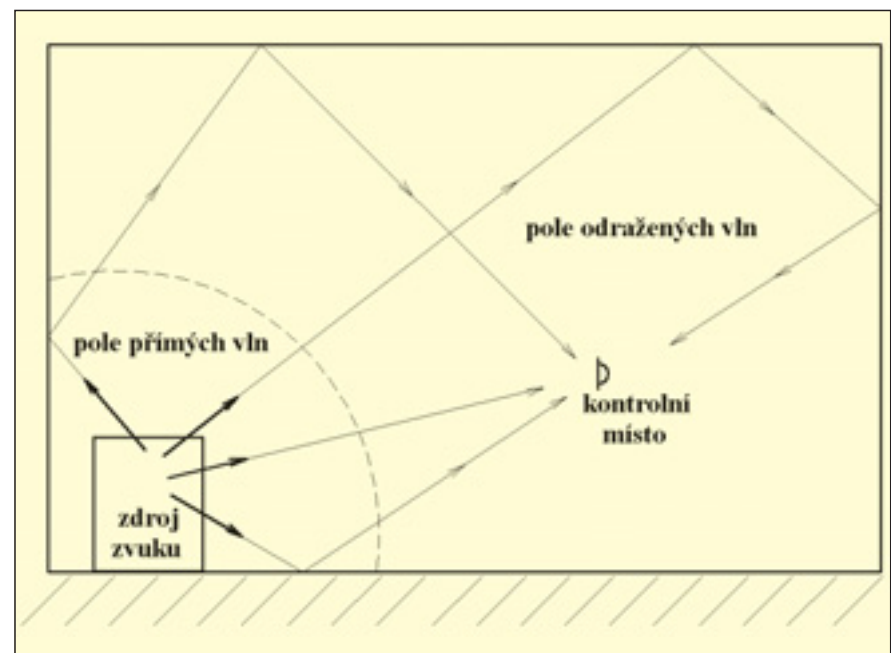 pole odražených vln
pole přímých vln
kontrolní
místo
zdroj
zvuku